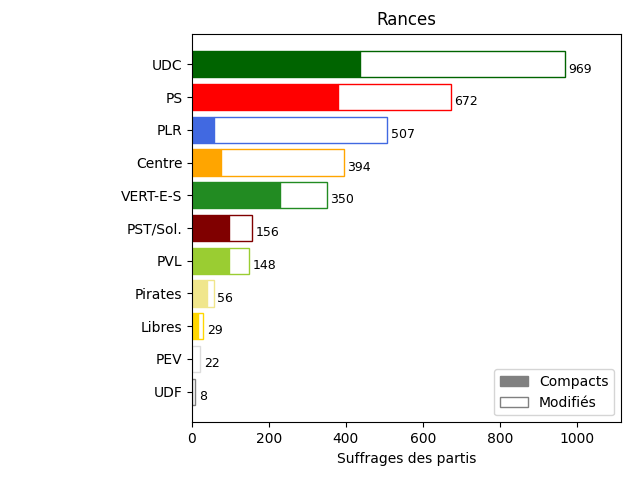 Rances
UDC
969
PS
672
PLR
507
Centre
394
VERT-E-S
350
PST/Sol.
156
PVL
148
Pirates
56
Libres
29
PEV
22
UDF
8
Compacts
Modifiés
0 200 400 600 800 1000
Suffrages des partis